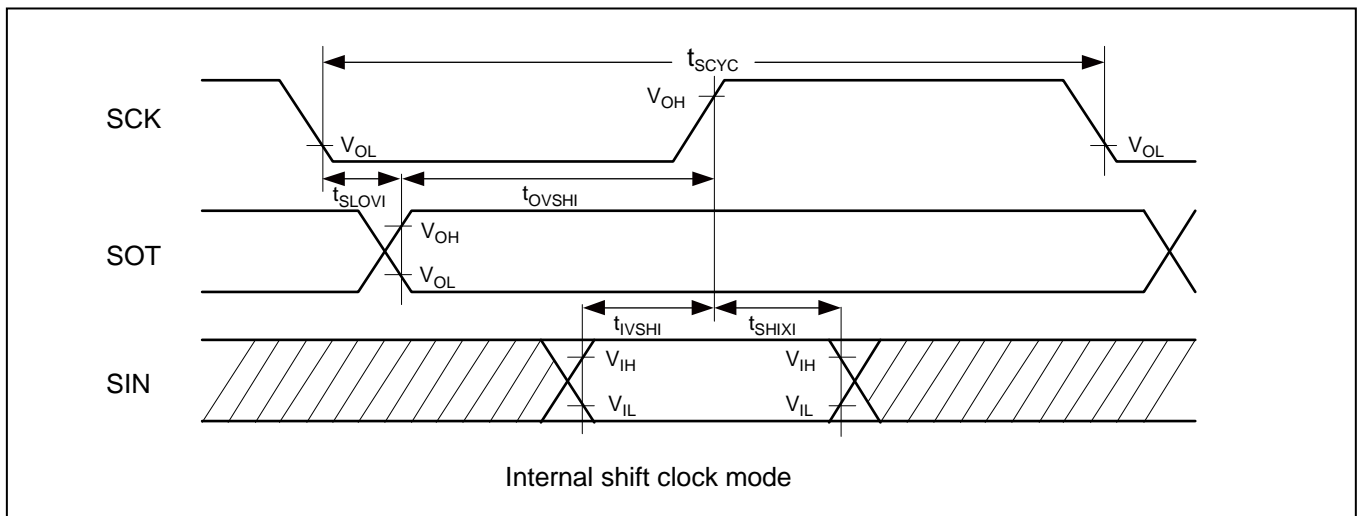 tSCYC
SCK
VOH
VOL
VOL
tSLOVI
tOVSHI
SOT
VOH
VOL
tIVSHI
tSHIXI
SIN
VIH
VIH
VIL
VIL
Internal shift clock mode